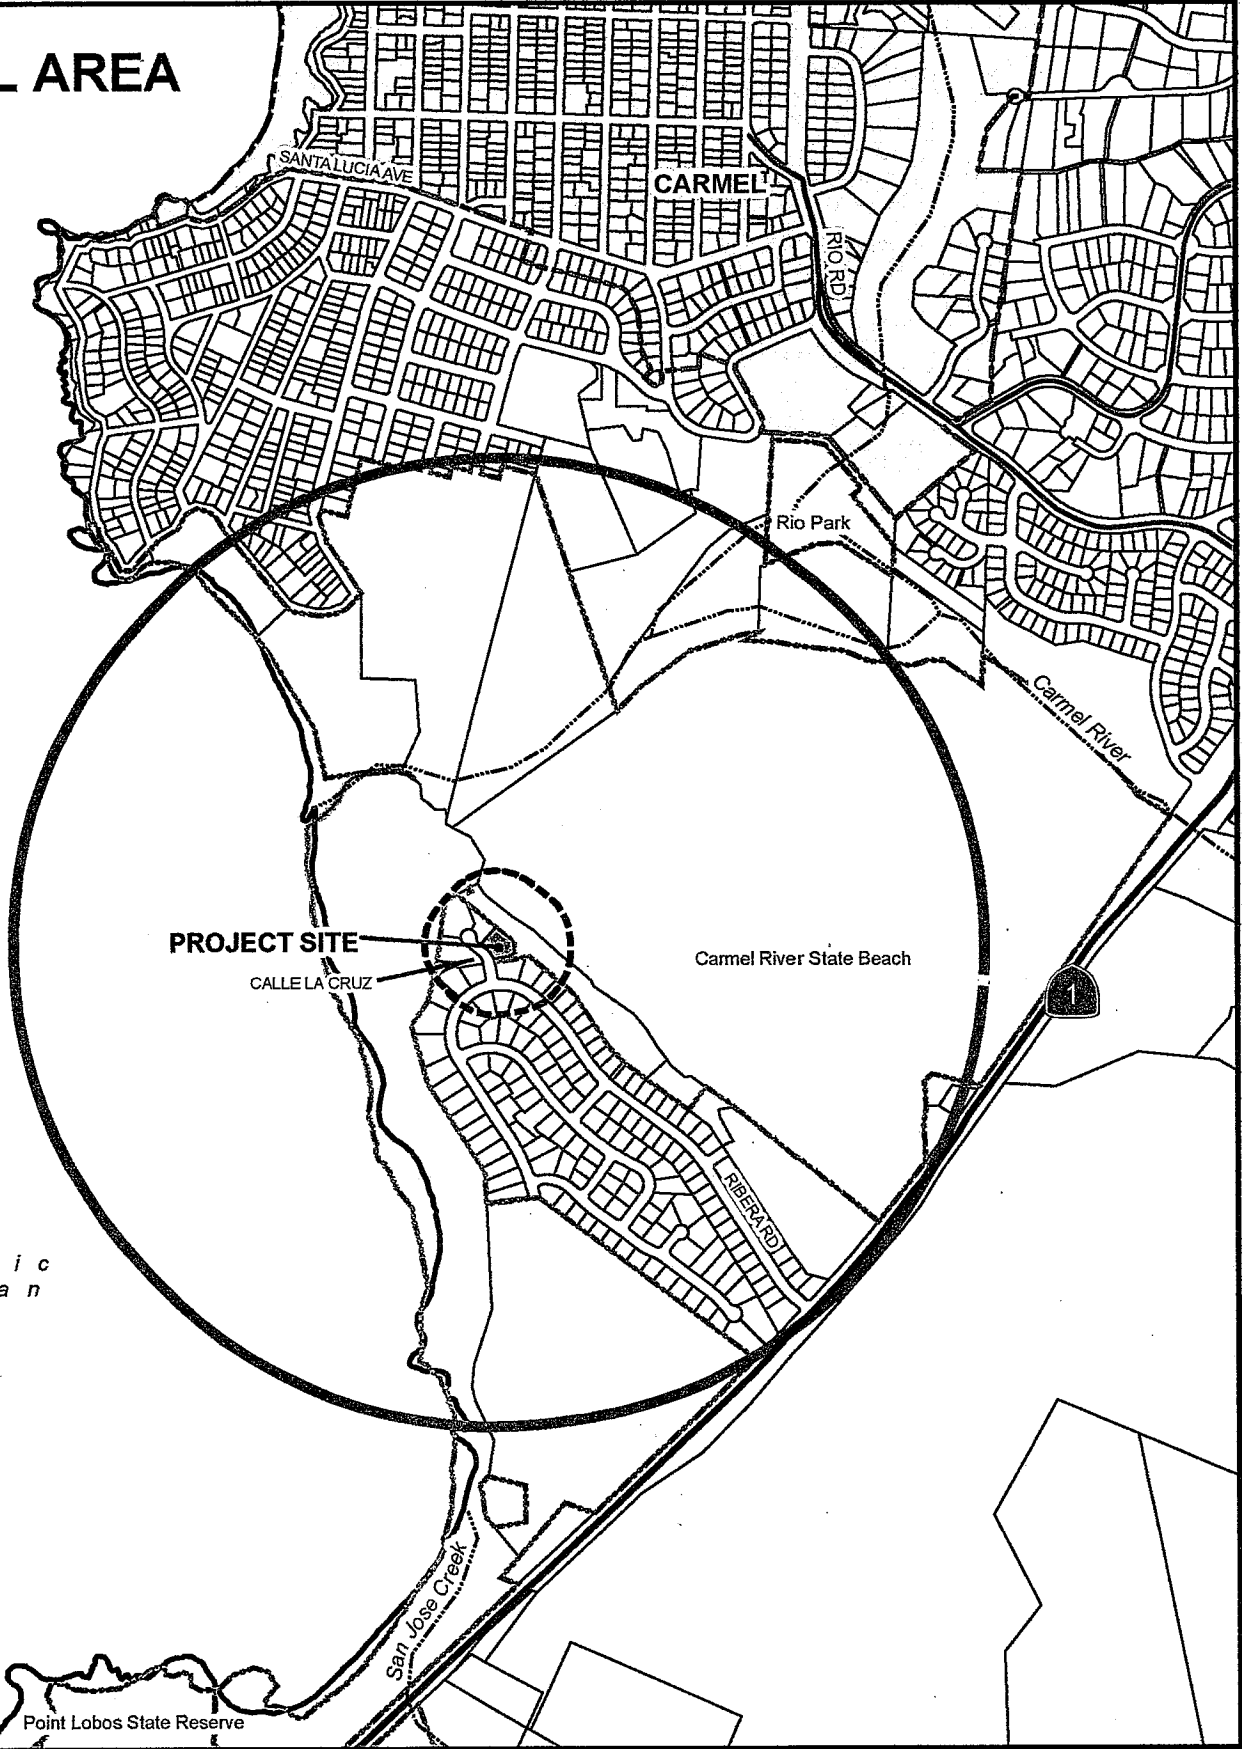 L AREA
SANTA LUCIA AVE
CARMEL
RIO RD
Rio Park
Carmel River
PROJECT SITE
CALLE LA CRUZ
Carmel River State Beach
1
RIBERA RD
i c
a n
San Jose Creek
Point Lobos State Reserve